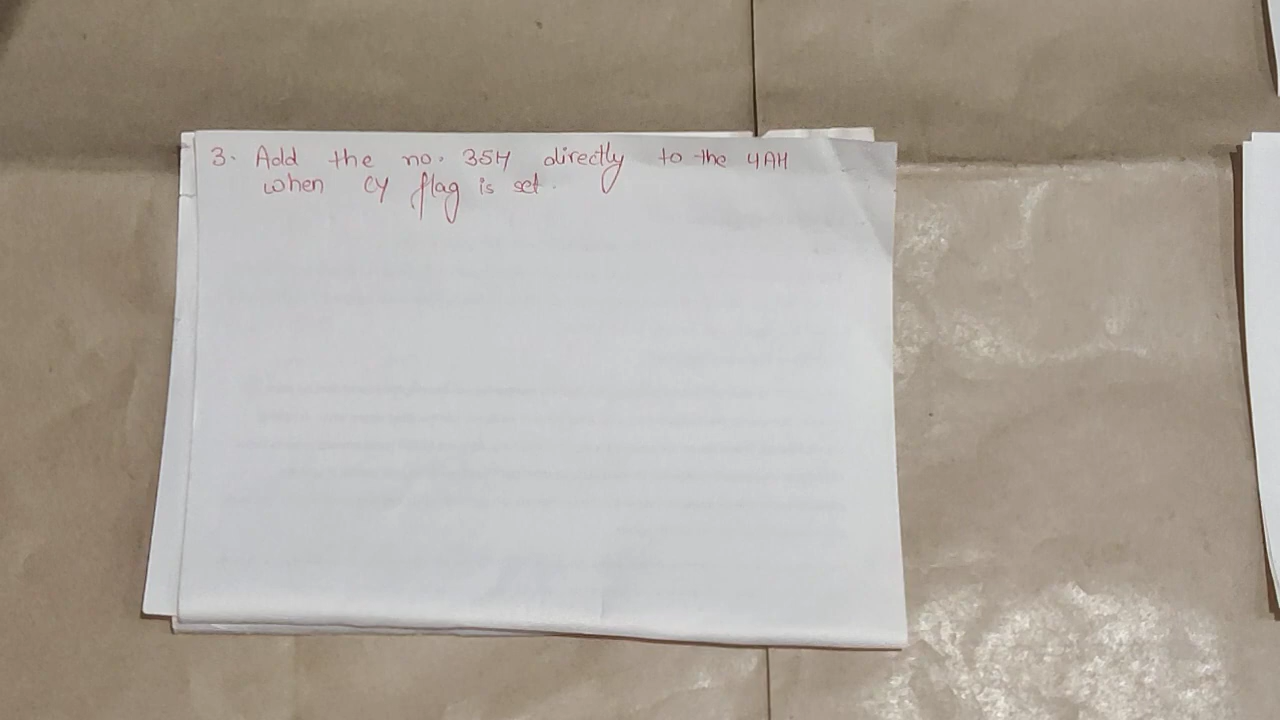 3. Add the no. 35H directly to the 4AH
when CY flag is set.